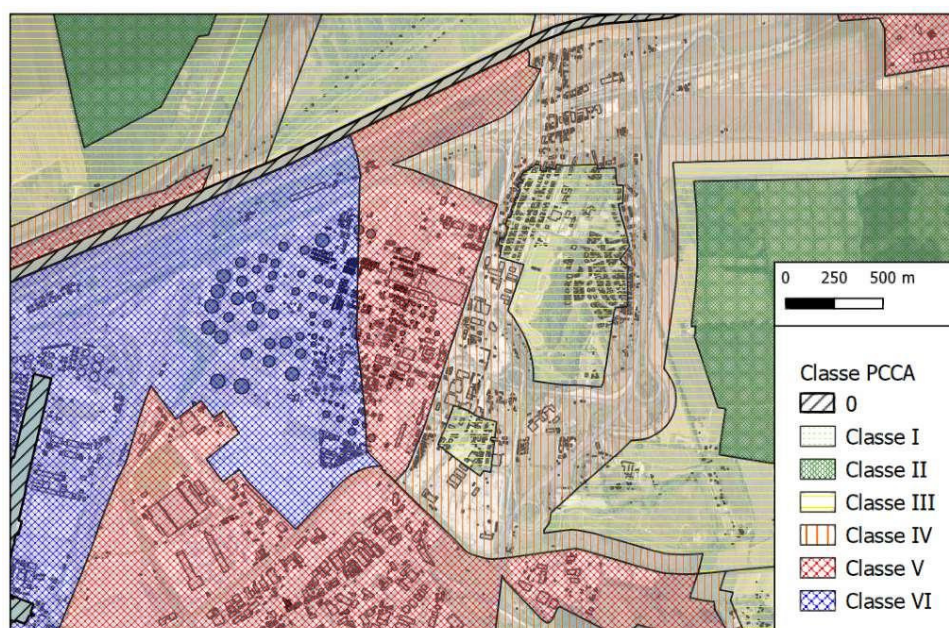 0 250 500 m
Classe PCCA
0
Classe I
Classe II
Classe III
Classe IV
Classe V
Classe VI